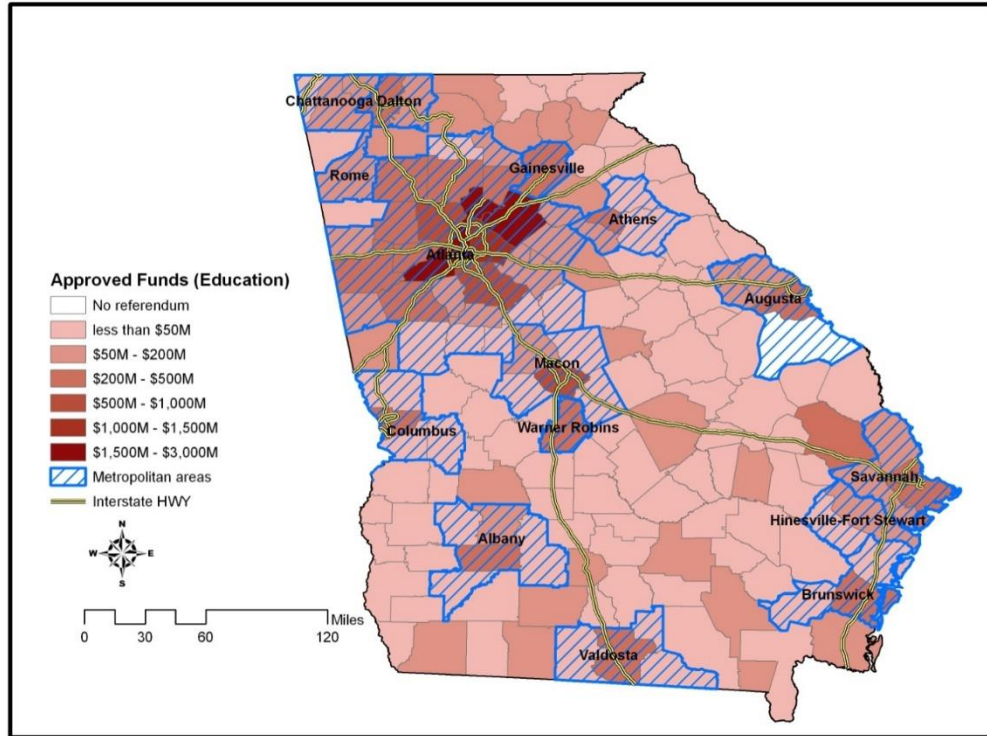 Chattanooga Dalton
Rome
Gainesville
Athens
Atlanta
Augusta
Macon
Warner Robins
Columbus
Savannah
Hinesville-Fort Stewart
Albany
Brunswick
Valdosta
Approved Funds (Education)
No referendum
less than $50M
$50M - $200M
$200M - $500M
$500M - $1,000M
$1,000M - $1,500M
$1,500M - $3,000M
Metropolitan areas
Interstate HWY
N
W E
S
Miles
0 30 60 120